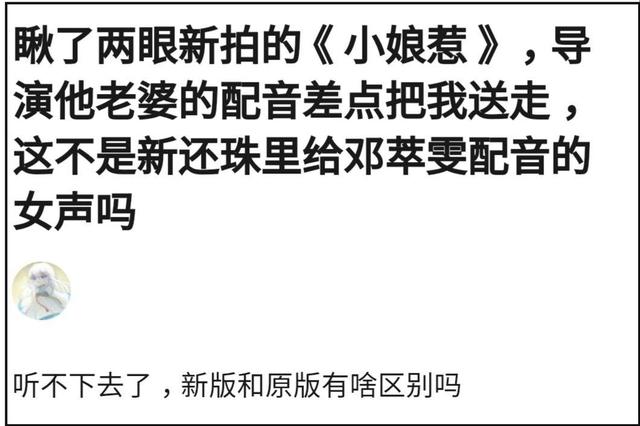 瞅了两眼新拍的《小娘惹》，导
演他老婆的配音差点把我送走，
这不是新还珠里给邓萃雯配音的
女声吗
听不下去了，新版和原版有啥区别吗